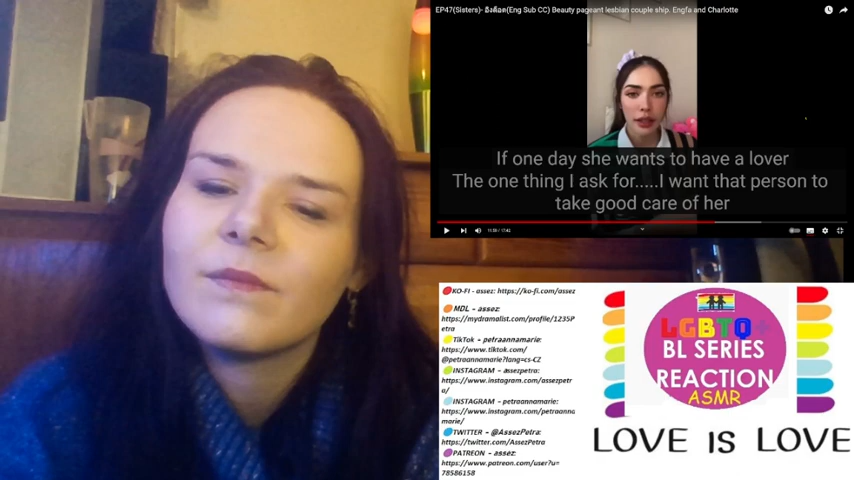 EP47(Sisters)- อิงล็อต(Eng Sub CC) Beauty pageant lesbian couple ship. Engfa and Charlotte
If one day she wants to have a lover
The one thing I ask for.....I want that person to
take good care of her
KO-FI - assez: https://ko-fi.com/assez
MDL - assez:
https://mydramalist.com/profile/1235P
etra
TikTok - petraannamarie:
https://www.tiktok.com/
@petraannamarie?lang=cs-CZ
INSTAGRAM - assezpetra:
https://www.instagram.com/assezpetr
a/
INSTAGRAM - petraannamarie:
https://www.instagram.com/petraanna
marie/
TWITTER - @AssezPetra:
https://twitter.com/AssezPetra
PATREON - assez:
https://www.patreon.com/user?u=
78586158
LGBTQ+
BL SERIES
REACTION
ASMR
LOVE IS LOVE